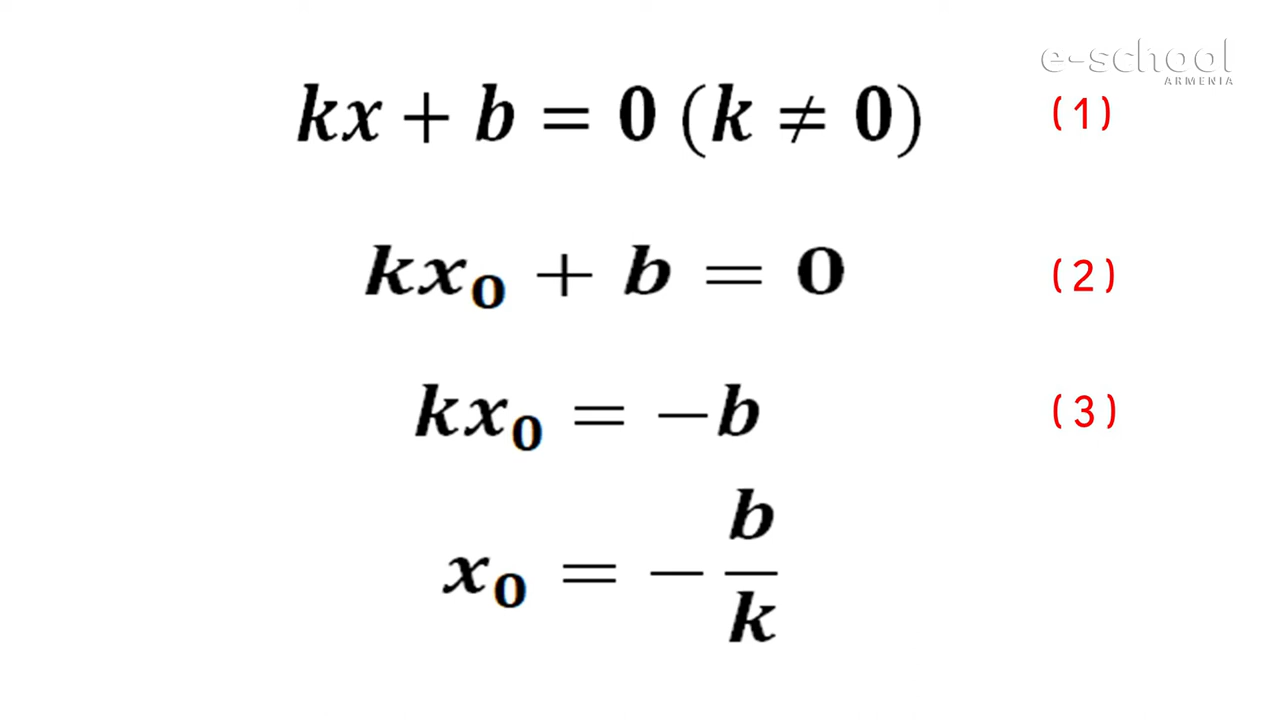 e-school
ARMENIA
kx + b = 0 (k ≠ 0) (1)
kx₀ + b = 0 (2)
kx₀ = −b (3)
x₀ = − b/k